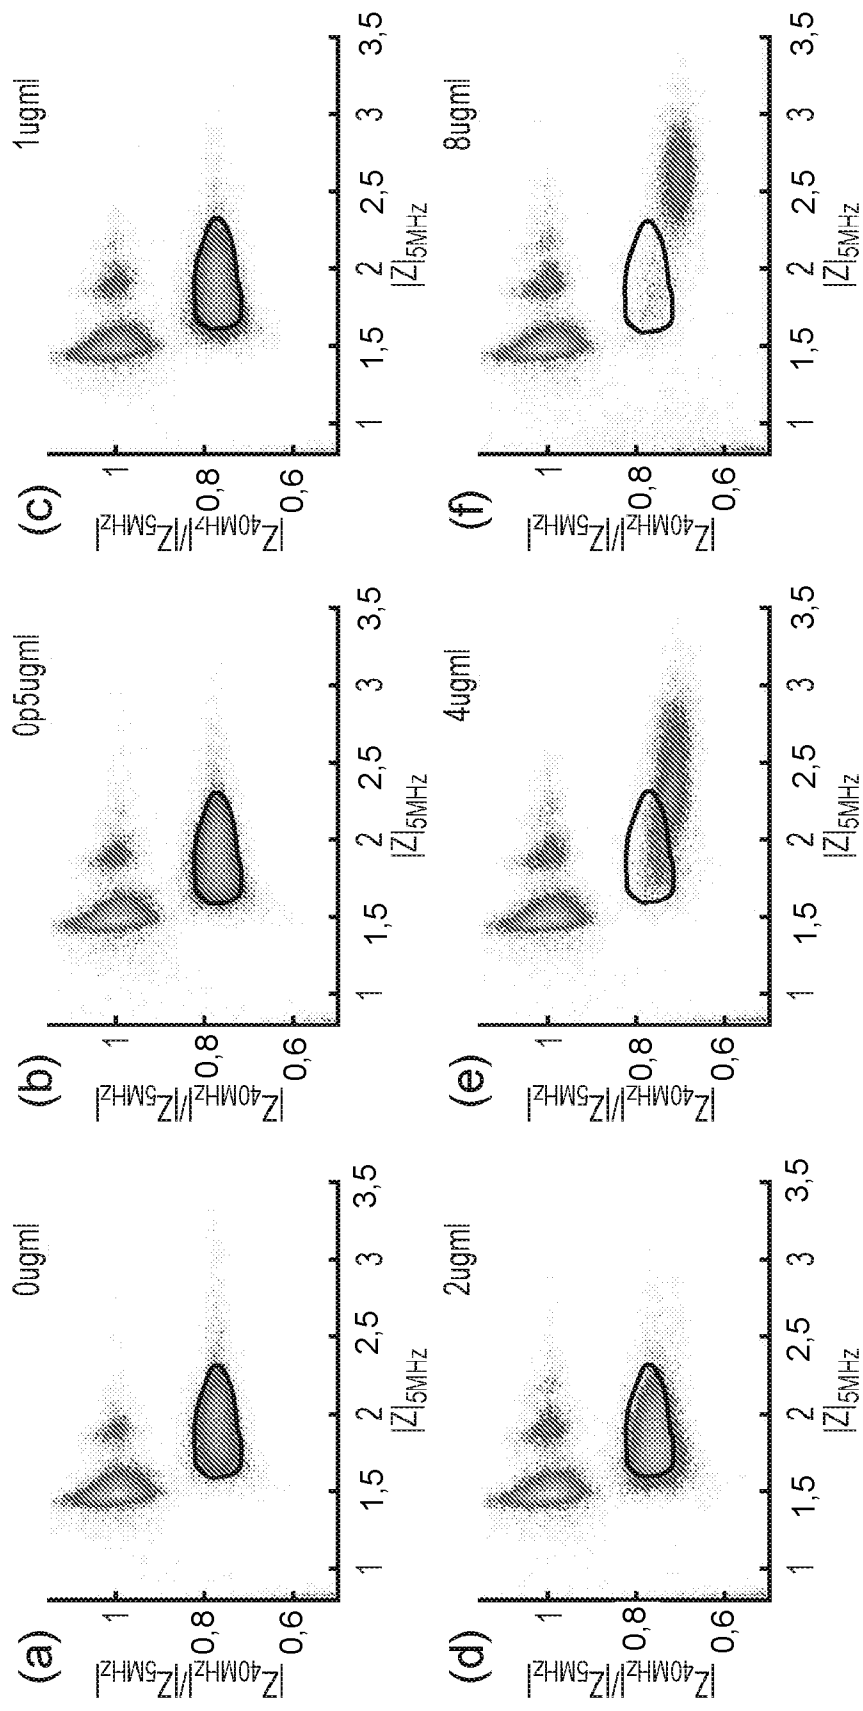 (a)
0ugml
|Z40MHz|/|Z5MHz|
1
0,8
0,6
1 1,5 2 2,5 3 3,5
|Z|5MHz
(b)
0p5ugml
|Z40MHz|/|Z5MHz|
1
0,8
0,6
1 1,5 2 2,5 3 3,5
|Z|5MHz
(c)
1ugml
|Z40MHz|/|Z5MHz|
1
0,8
0,6
1 1,5 2 2,5 3 3,5
|Z|5MHz
(d)
2ugml
|Z40MHz|/|Z5MHz|
1
0,8
0,6
1 1,5 2 2,5 3 3,5
|Z|5MHz
(e)
4ugml
|Z40MHz|/|Z5MHz|
1
0,8
0,6
1 1,5 2 2,5 3 3,5
|Z|5MHz
(f)
8ugml
|Z40MHz|/|Z5MHz|
1
0,8
0,6
1 1,5 2 2,5 3 3,5
|Z|5MHz